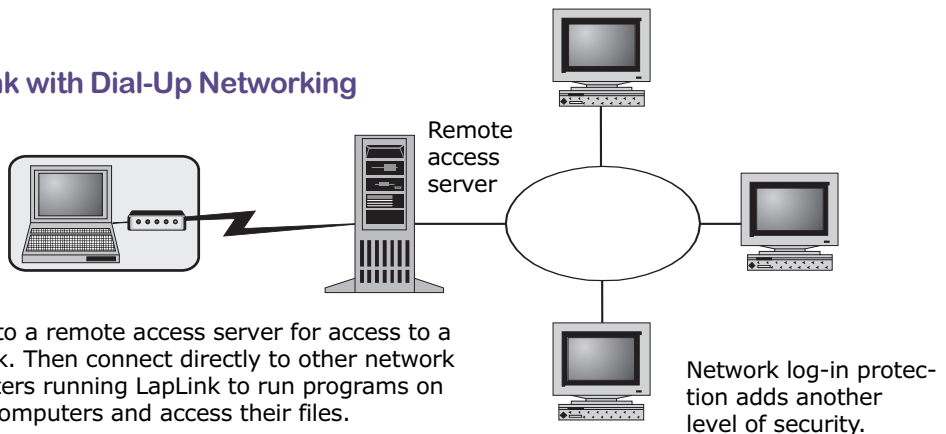 with Dial-Up Networking
Remote
access
server
to a remote access server for access to a
Then connect directly to other network
running LapLink to run programs on
and access their files.
Network log-in protec-
tion adds another
level of security.